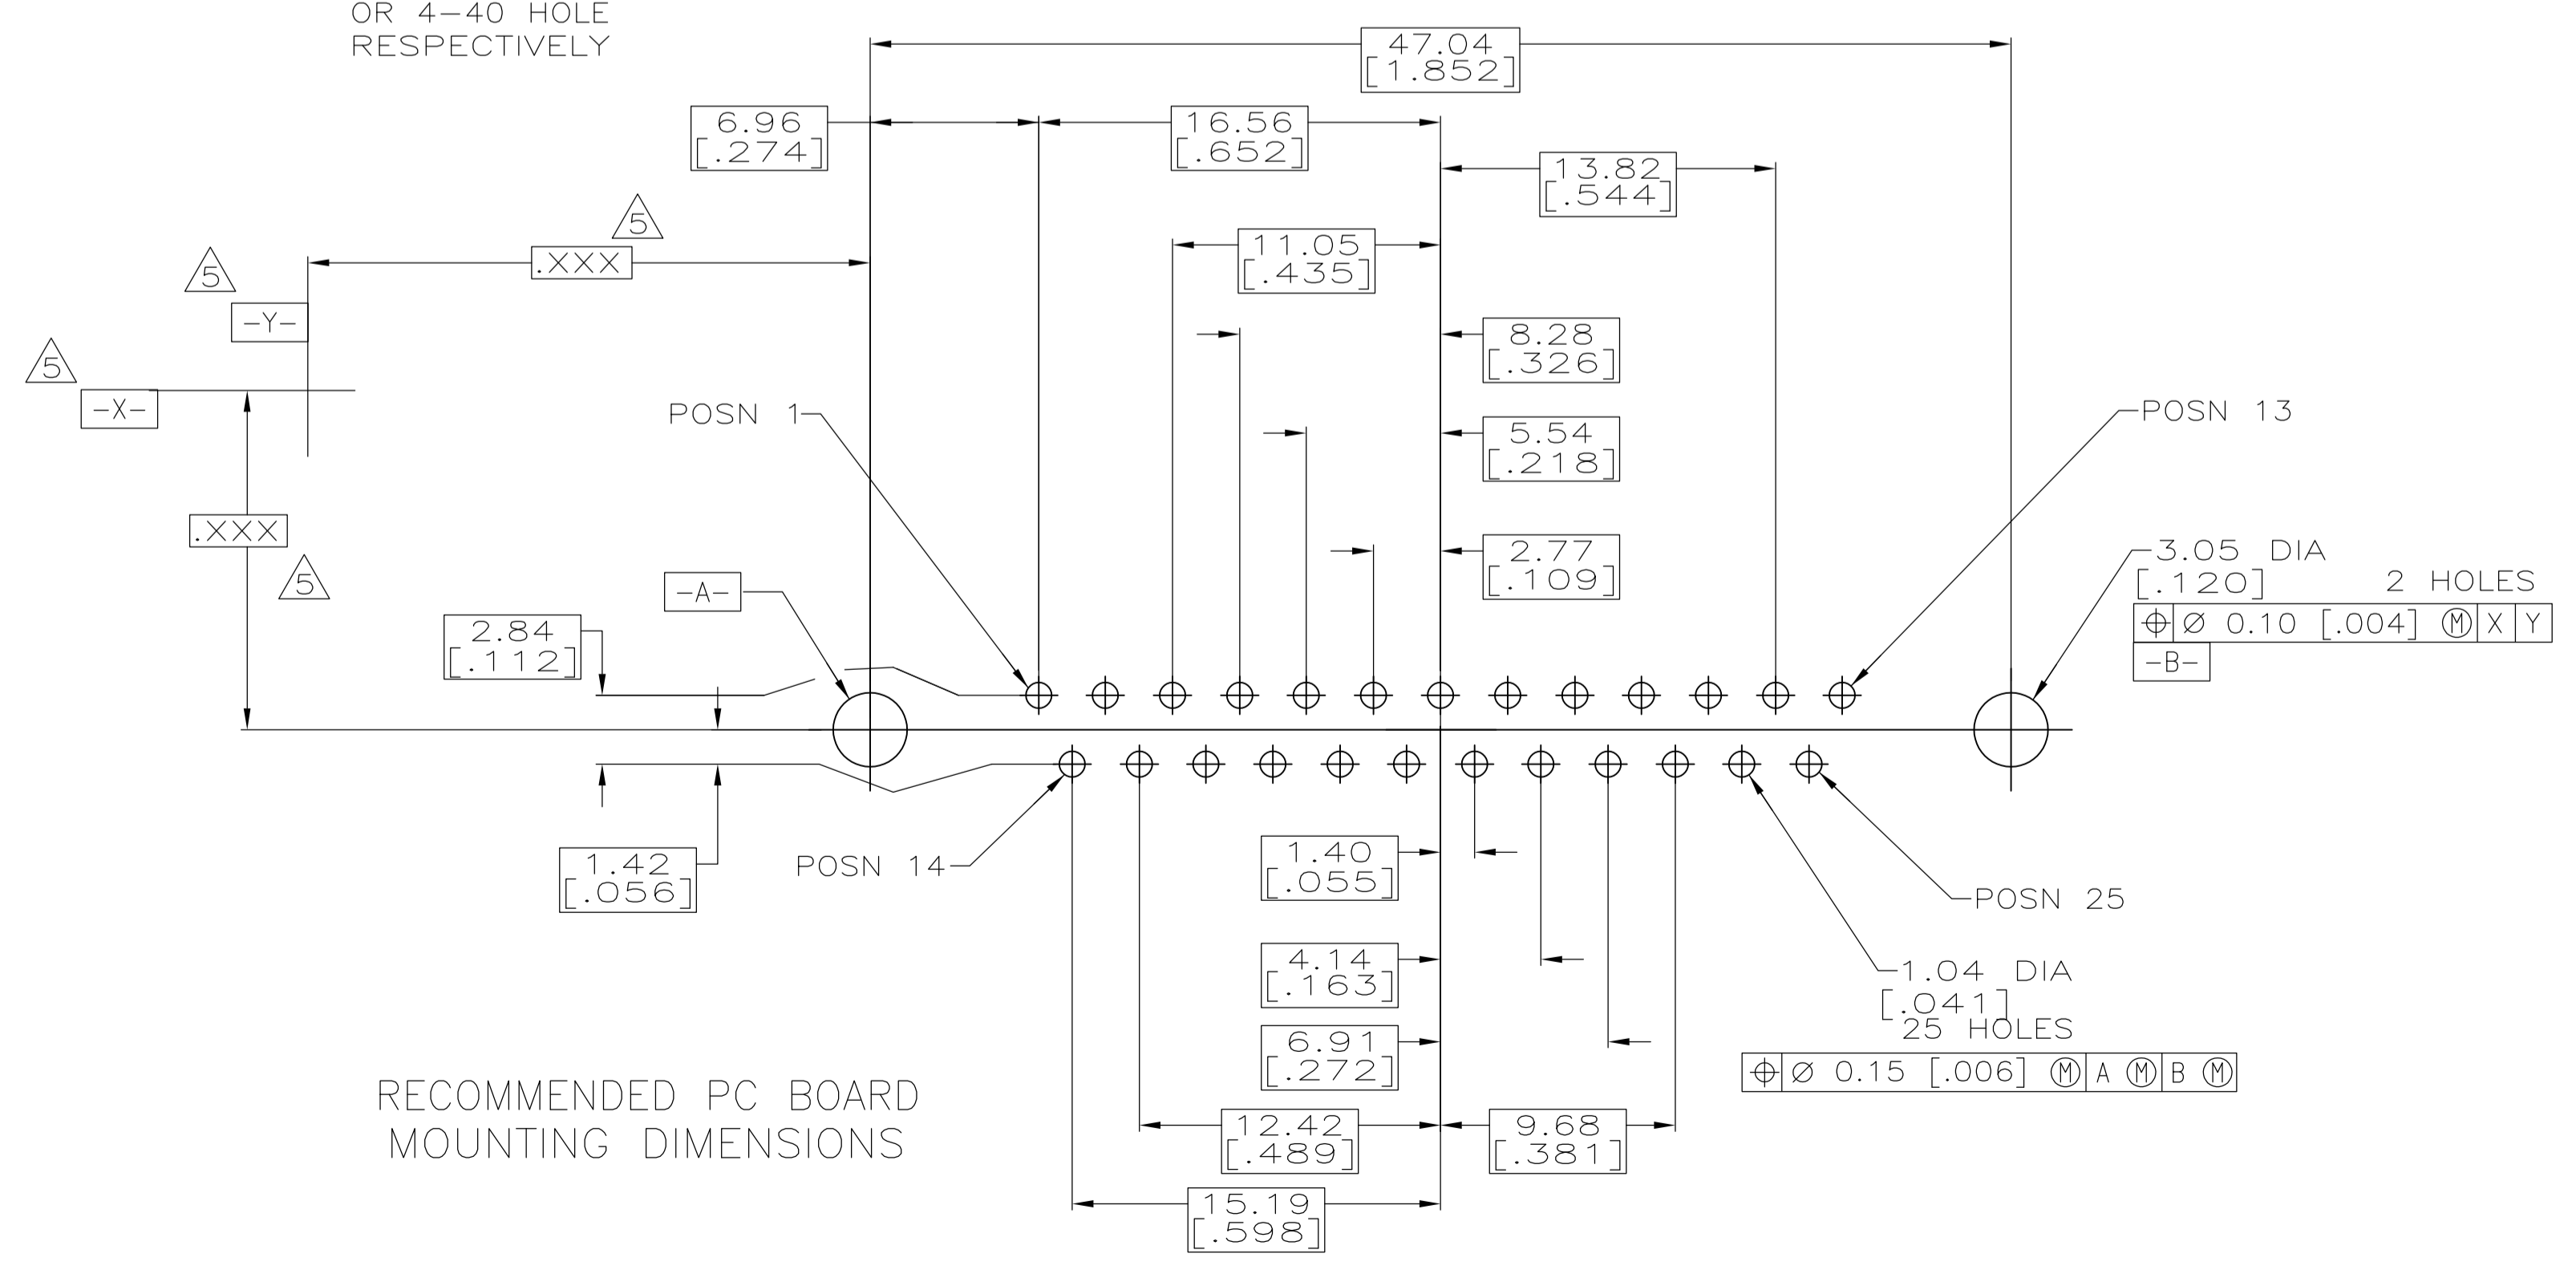 OR 4-40 HOLE
RESPECTIVELY
47.04
[1.852]
6.96
[.274]
16.56
[.652]
13.82
[.544]
11.05
[.435]
5
.XXX
5
-Y-
5
-X-
8.28
[.326]
POSN 1
5.54
[.218]
POSN 13
.XXX
5
2.77
[.109]
-A-
3.05 DIA
[.120] 2 HOLES
⌖ Ø 0.10 [.004] Ⓜ X Y
-B-
2.84
[.112]
1.42
[.056]
POSN 14
1.40
[.055]
POSN 25
4.14
[.163]
1.04 DIA
[.041]
25 HOLES
⌖ Ø 0.15 [.006] Ⓜ A Ⓜ B Ⓜ
6.91
[.272]
RECOMMENDED PC BOARD
MOUNTING DIMENSIONS
12.42
[.489]
9.68
[.381]
15.19
[.598]